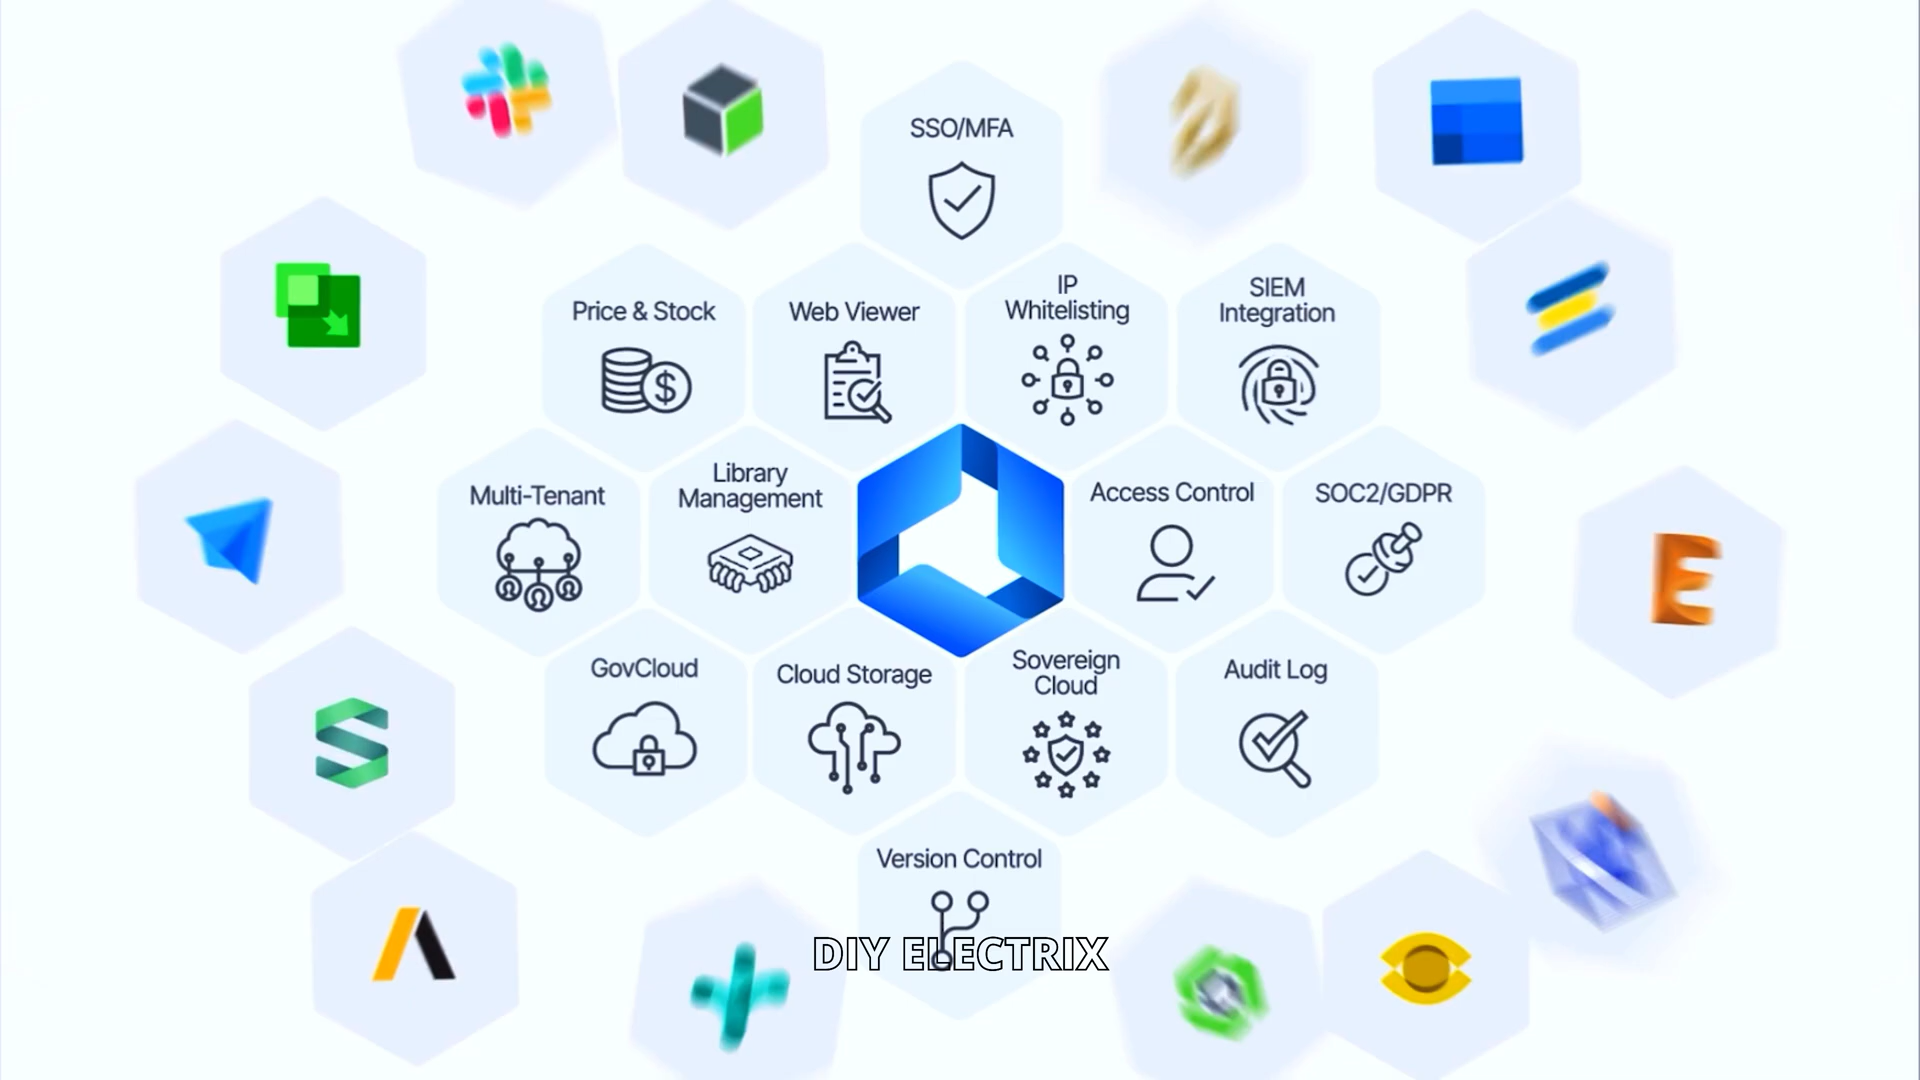 SSO/MFA
Price & Stock
Web Viewer
IP
Whitelisting
SIEM
Integration
Multi-Tenant
Library
Management
Access Control
SOC2/GDPR
GovCloud
Cloud Storage
Sovereign
Cloud
Audit Log
Version Control
DIY ELECTRIX